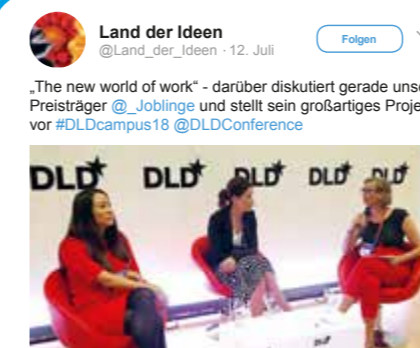 Land der Ideen
@Land_der_Ideen · 12. Juli
Folgen
„The new world of work“ - darüber diskutiert gerade unse
Preisträger @_Joblinge und stellt sein großartiges Proje
vor #DLDcampus18 @DLDConference
DLD DLD DLD DLD DLD